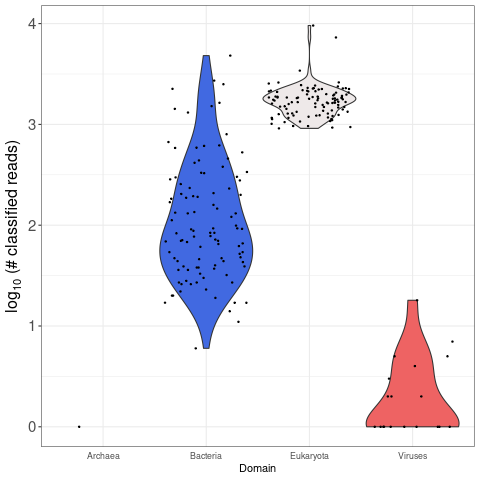 log10 (# classified reads)
4
3
2
1
0
Archaea
Bacteria
Eukaryota
Viruses
Domain